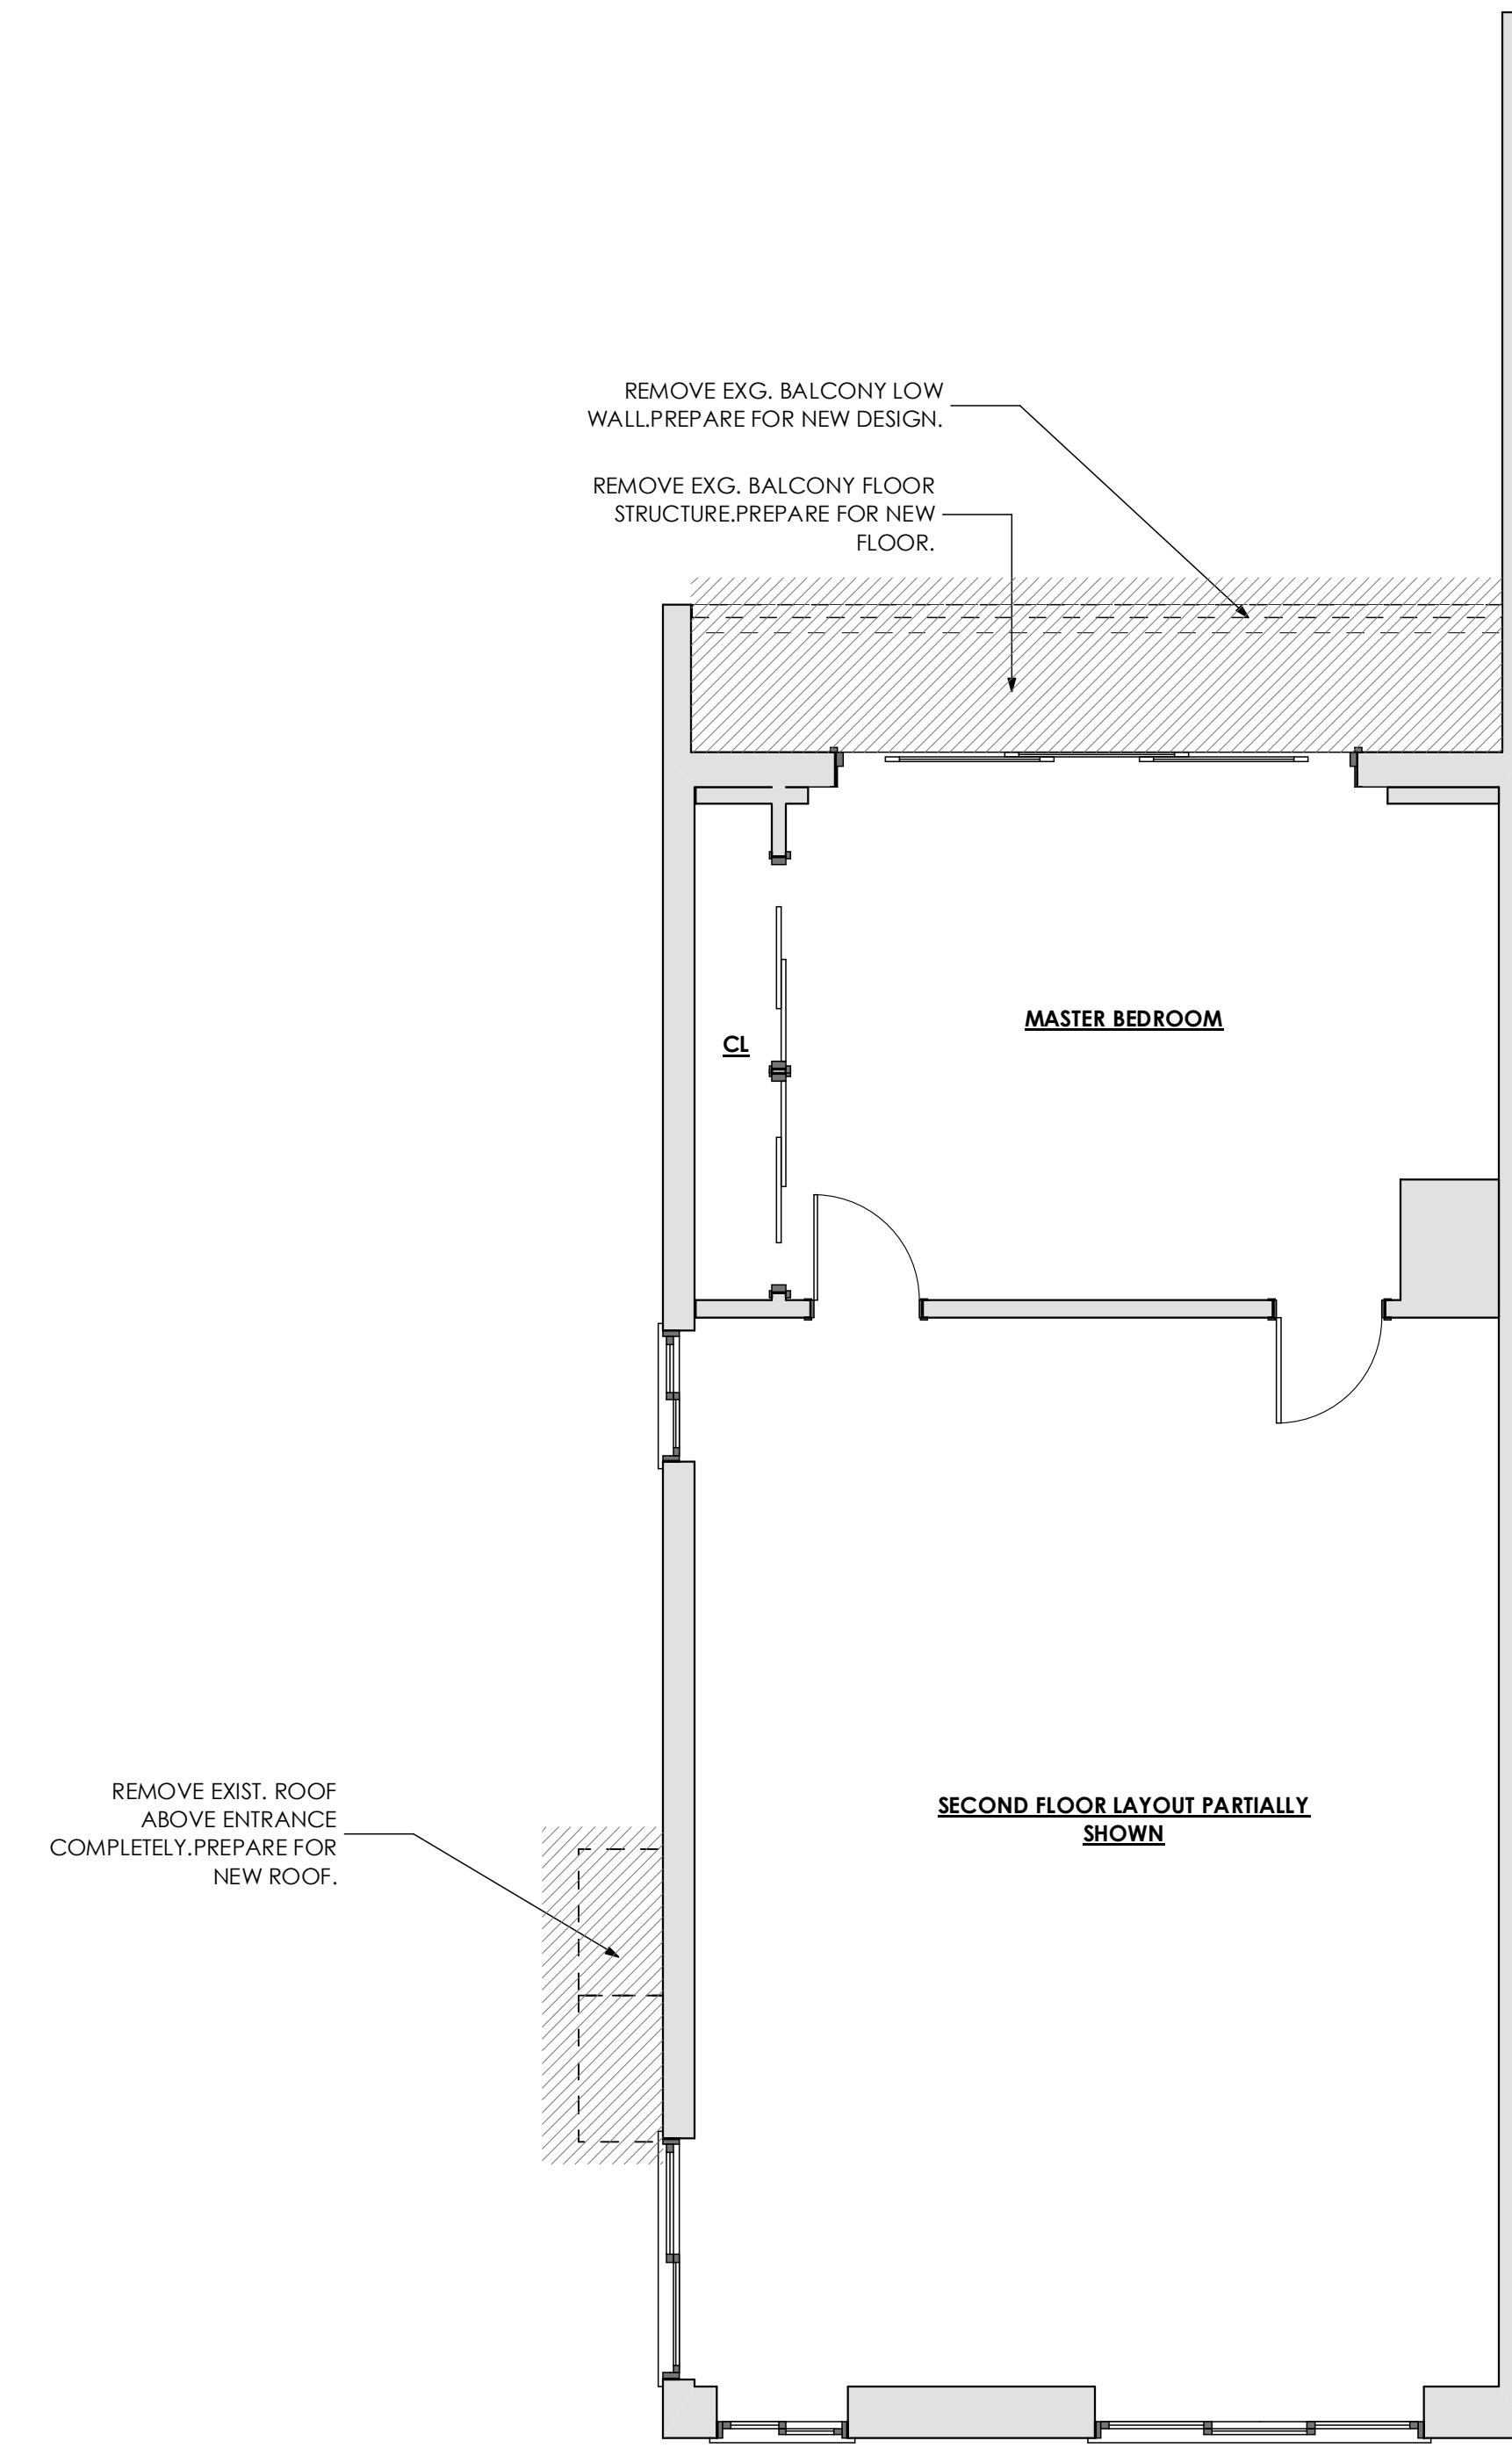 REMOVE EXG. BALCONY LOW
WALL.PREPARE FOR NEW DESIGN.
REMOVE EXG. BALCONY FLOOR
STRUCTURE.PREPARE FOR NEW
FLOOR.
MASTER BEDROOM
CL
REMOVE EXIST. ROOF
ABOVE ENTRANCE
COMPLETELY.PREPARE FOR
NEW ROOF.
SECOND FLOOR LAYOUT PARTIALLY
SHOWN